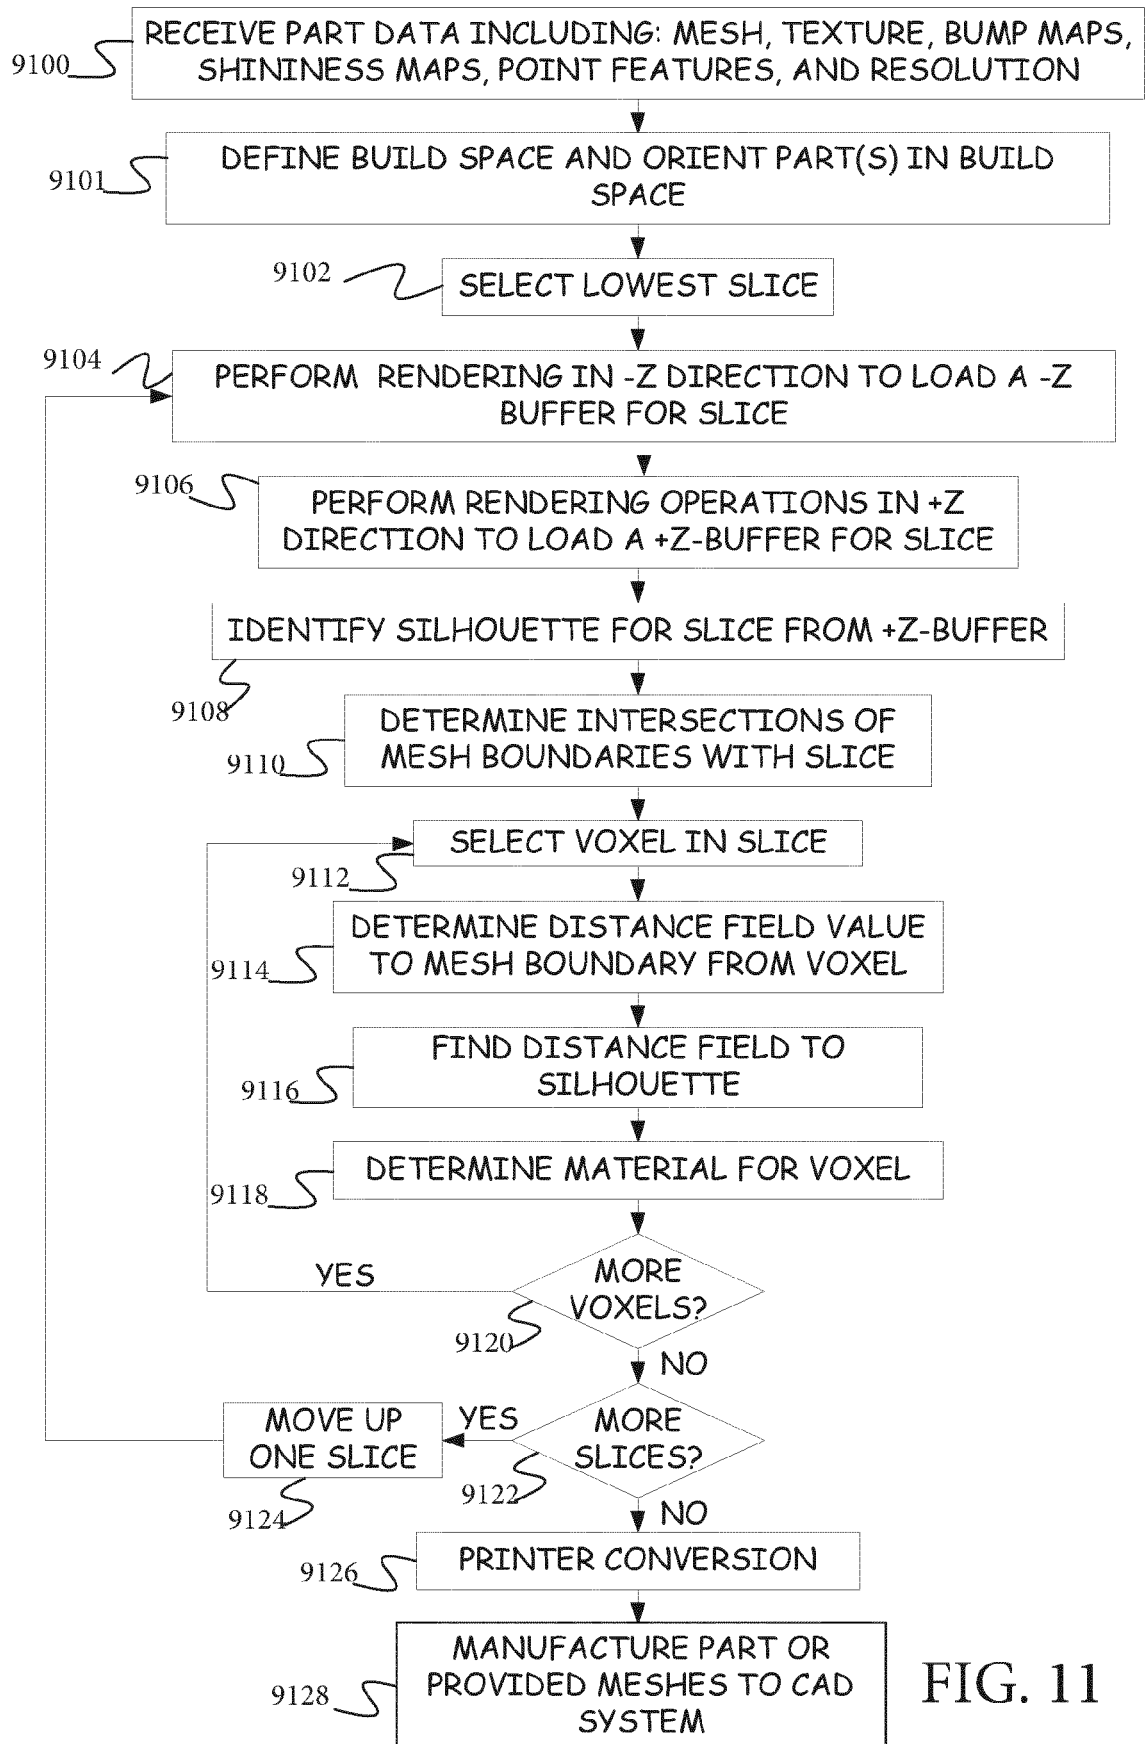 9100
RECEIVE PART DATA INCLUDING: MESH, TEXTURE, BUMP MAPS,
SHININESS MAPS, POINT FEATURES, AND RESOLUTION
9101
DEFINE BUILD SPACE AND ORIENT PART(S) IN BUILD
SPACE
9102
SELECT LOWEST SLICE
9104
PERFORM RENDERING IN -Z DIRECTION TO LOAD A -Z
BUFFER FOR SLICE
9106
PERFORM RENDERING OPERATIONS IN +Z
DIRECTION TO LOAD A +Z-BUFFER FOR SLICE
IDENTIFY SILHOUETTE FOR SLICE FROM +Z-BUFFER
9108
DETERMINE INTERSECTIONS OF
MESH BOUNDARIES WITH SLICE
9110
SELECT VOXEL IN SLICE
9112
DETERMINE DISTANCE FIELD VALUE
TO MESH BOUNDARY FROM VOXEL
9114
FIND DISTANCE FIELD TO
SILHOUETTE
9116
DETERMINE MATERIAL FOR VOXEL
9118
YES
MORE
VOXELS?
9120
NO
MOVE UP
ONE SLICE
YES
MORE
SLICES?
9122
9124
NO
PRINTER CONVERSION
9126
MANUFACTURE PART OR
PROVIDED MESHES TO CAD
SYSTEM
9128
FIG. 11